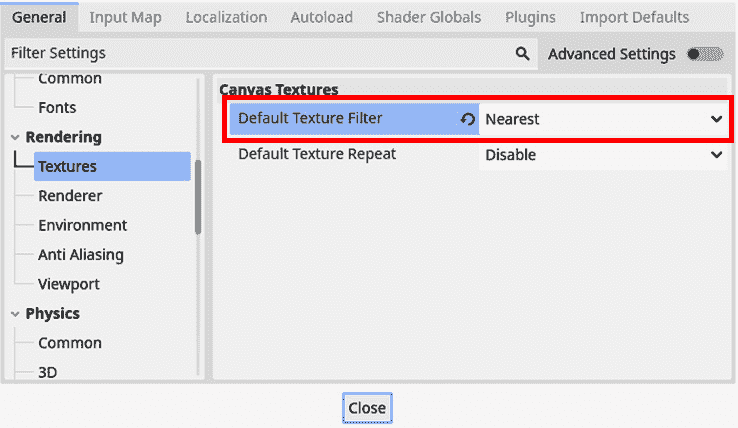 General Input Map Localization Autoload Shader Globals Plugins Import Defaults
Filter Settings Advanced Settings
Common
Fonts
Rendering
Textures
Renderer
Environment
Anti Aliasing
Viewport
Physics
Common
3D
Canvas Textures
Default Texture Filter Nearest
Default Texture Repeat Disable
Close